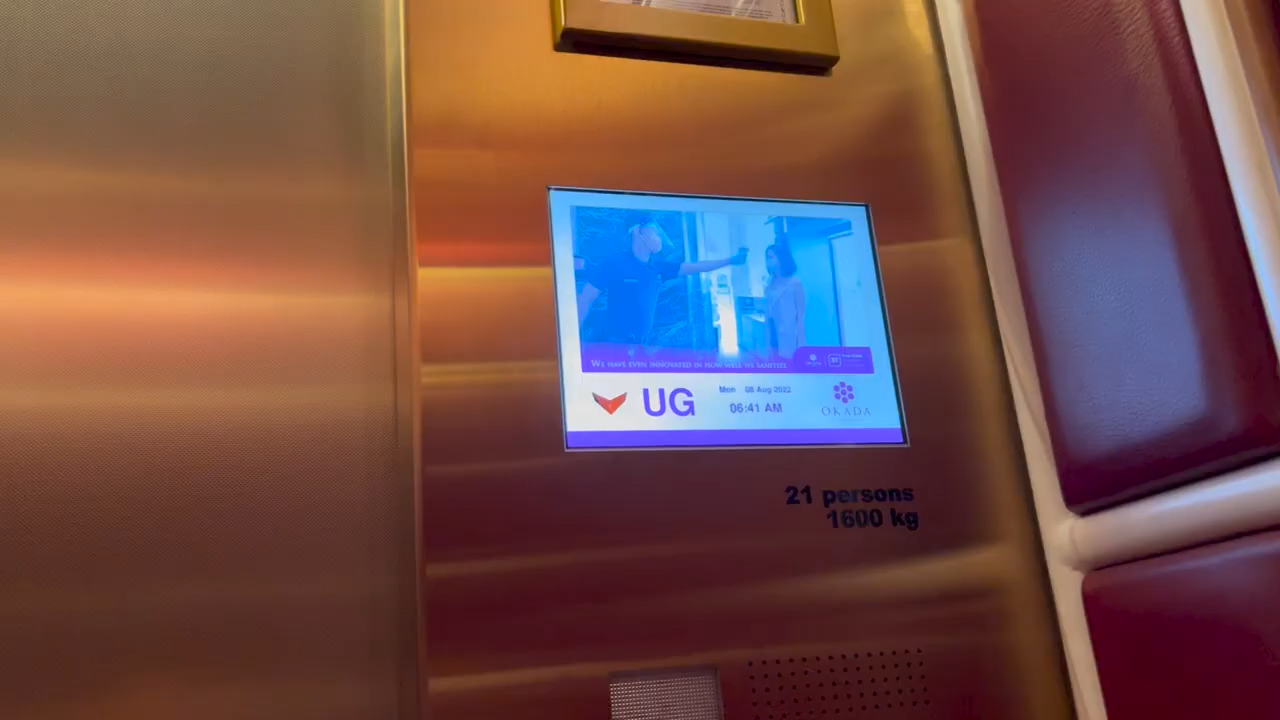 WE HAVE EVEN INNOVATED IN HOW WELL WE SANITIZE
UG
Mon 08 Aug 2022
06:41 AM
OKADA
21 persons
1600 kg